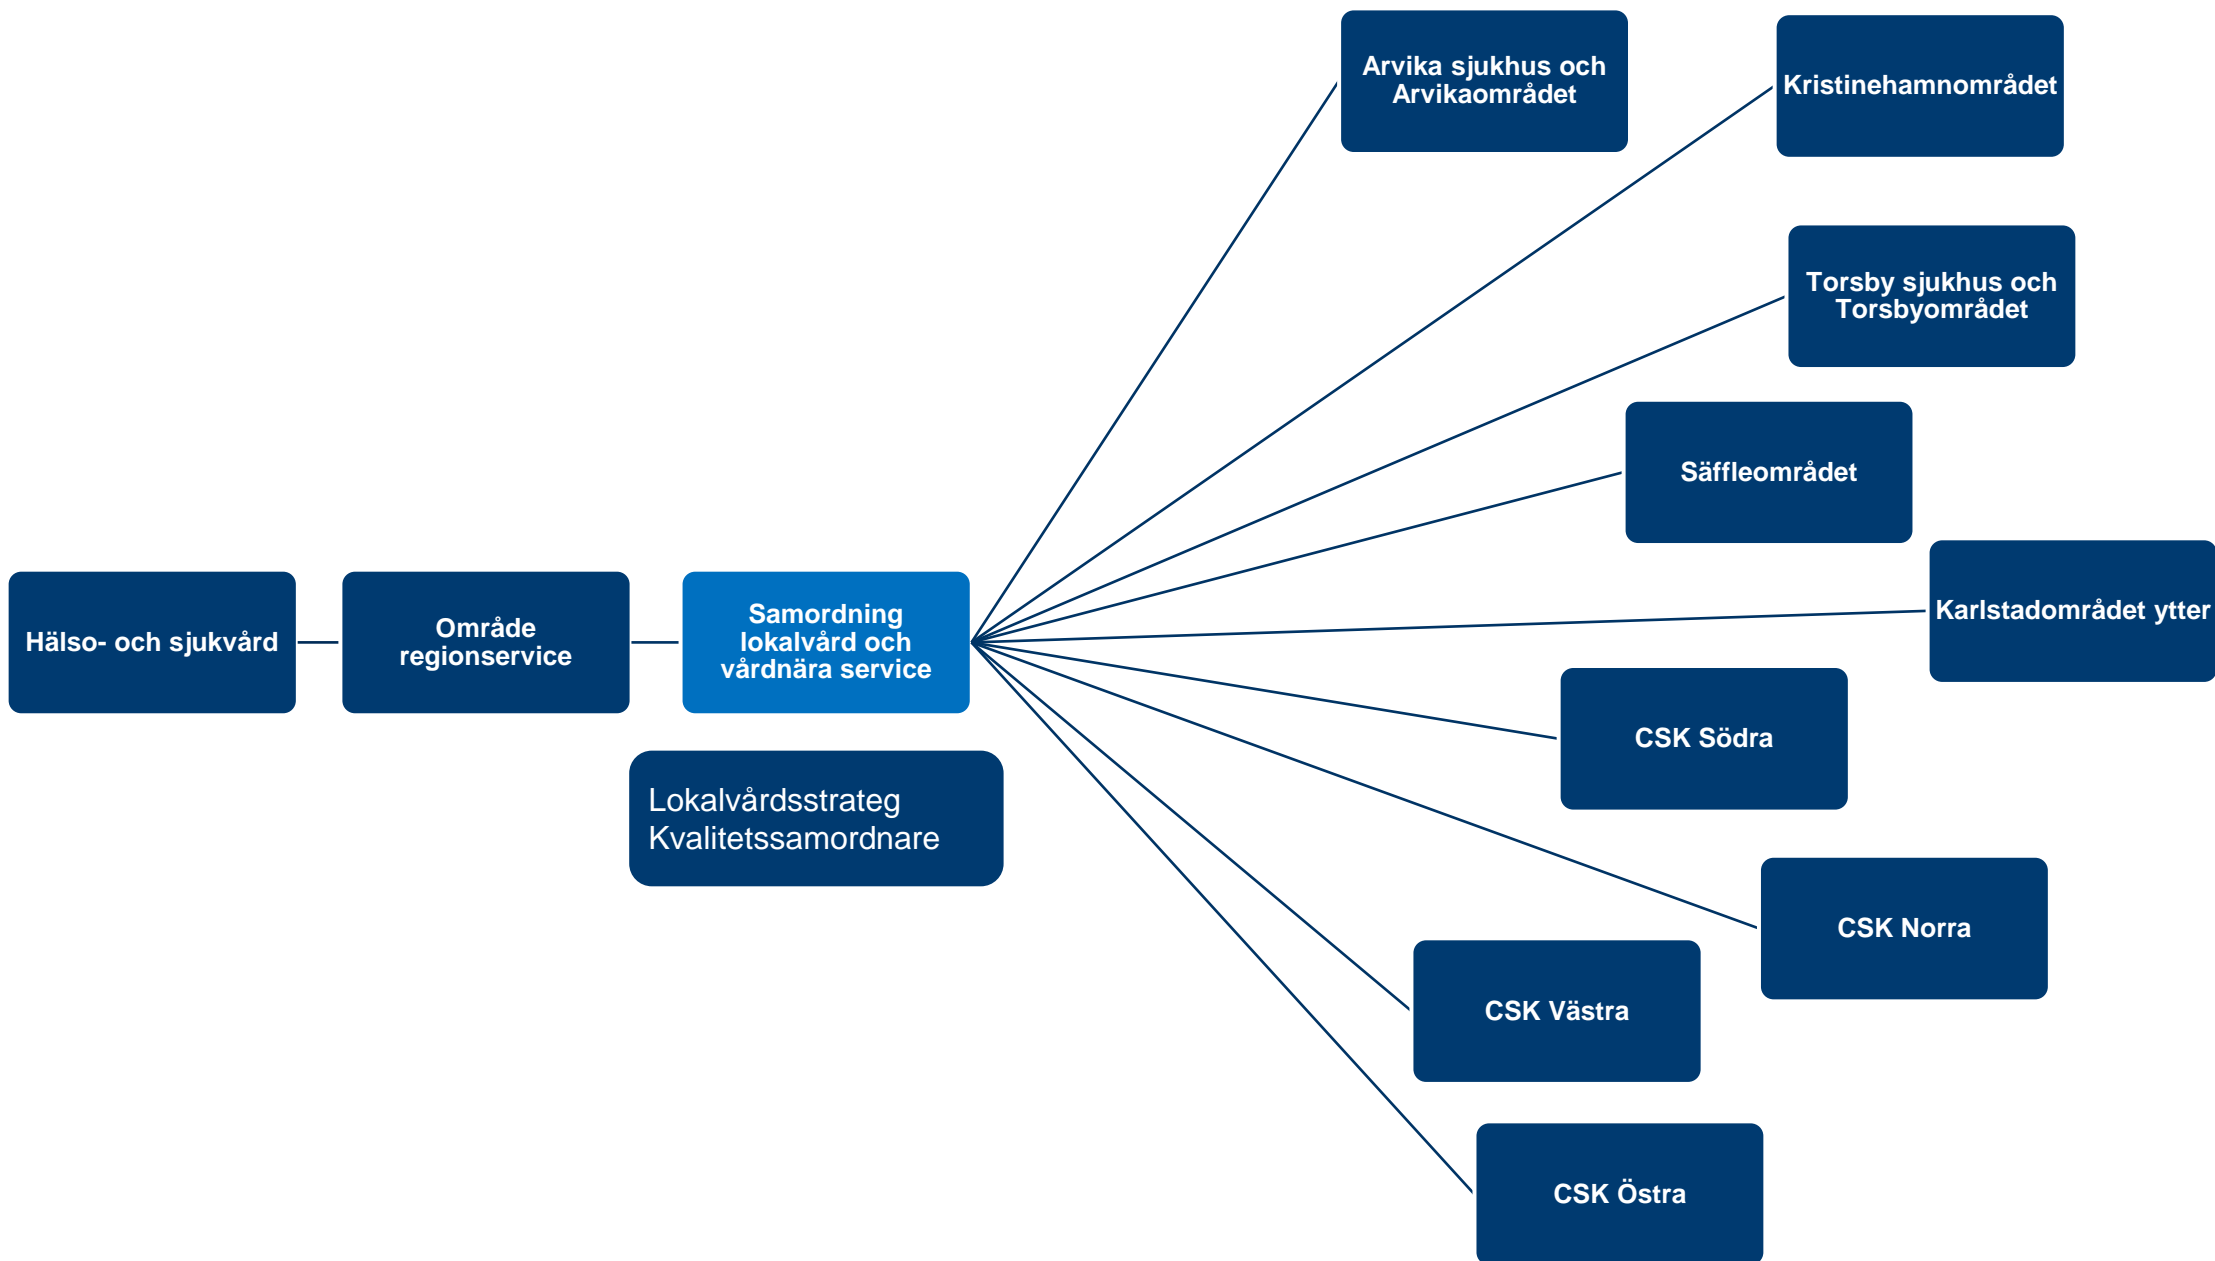 Hälso- och sjukvård
Område
regionservice
Samordning
lokalvård och
vårdnära service
Lokalvårdsstrateg
Kvalitetssamordnare
Arvika sjukhus och
Arvikaområdet
Kristinehamnområdet
Torsby sjukhus och
Torsbyområdet
Säffleområdet
Karlstadområdet ytter
CSK Södra
CSK Norra
CSK Västra
CSK Östra